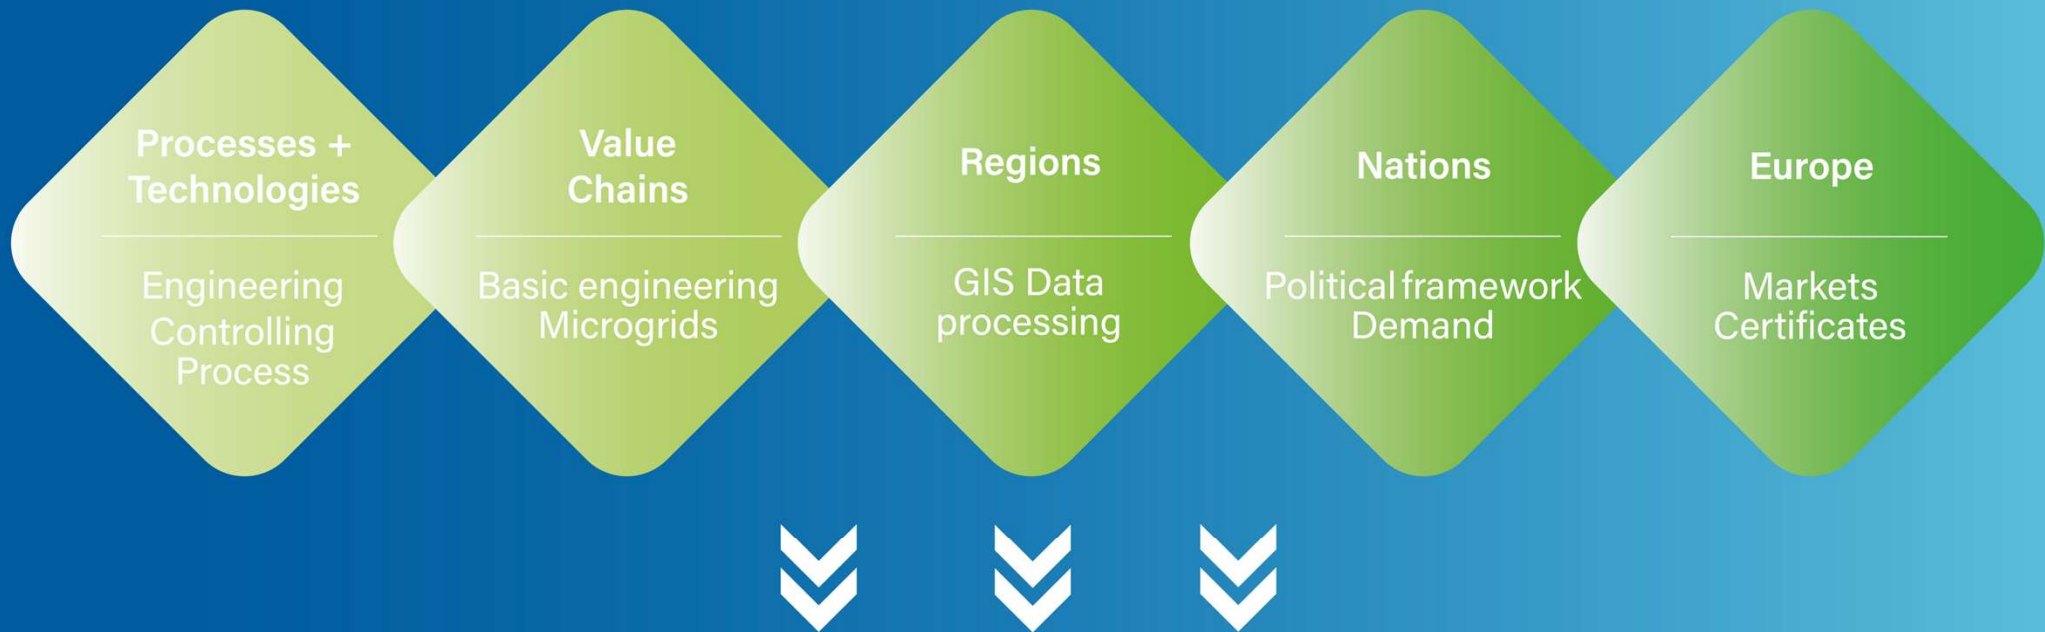 Processes +
Technologies
Engineering
Controlling
Process
Value
Chains
Basic engineering
Microgrids
Regions
GIS Data
processing
Nations
Political framework
Demand
Europe
Markets
Certificates